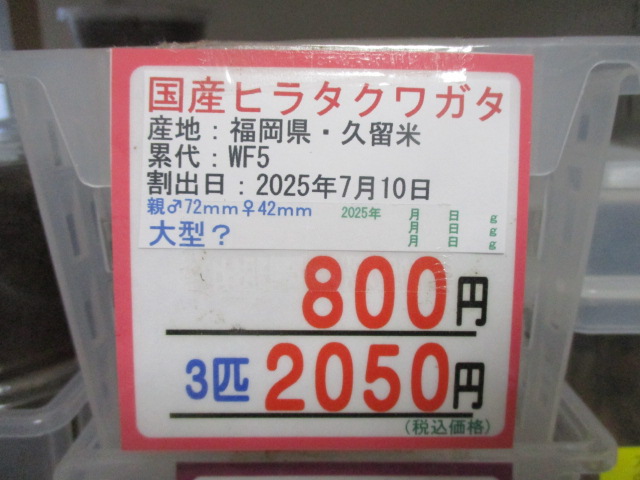 国産ヒラタクワガタ
産地：福岡県・久留米
累代：WF5
割出日：2025年7月10日
親♂72mm♀42mm 2025年 月 日 g
月 日 g
大型？ 月 日 g
800円
3匹 2050円
(税込価格)